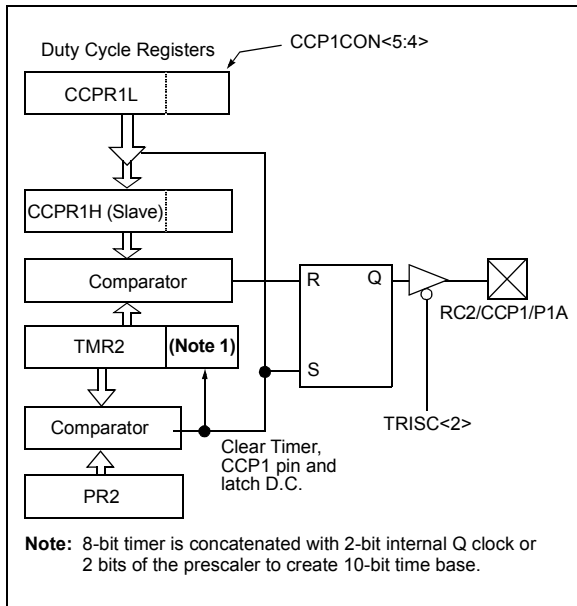 Duty Cycle Registers
CCP1CON<5:4>
CCPR1L
CCPR1H (Slave)
Comparator
R
Q
RC2/CCP1/P1A
TMR2
(Note 1)
S
TRISC<2>
Comparator
Clear Timer,
CCP1 pin and
latch D.C.
PR2
Note: 8-bit timer is concatenated with 2-bit internal Q clock or
2 bits of the prescaler to create 10-bit time base.